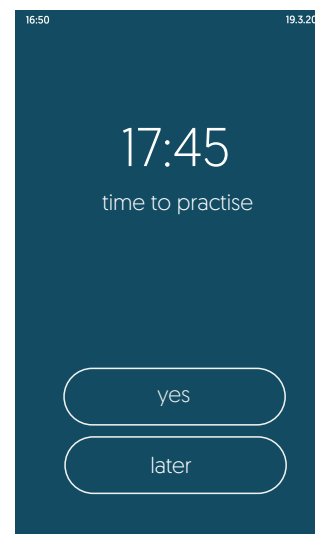 16:50 19.3.20
17:45
time to practise
yes
later